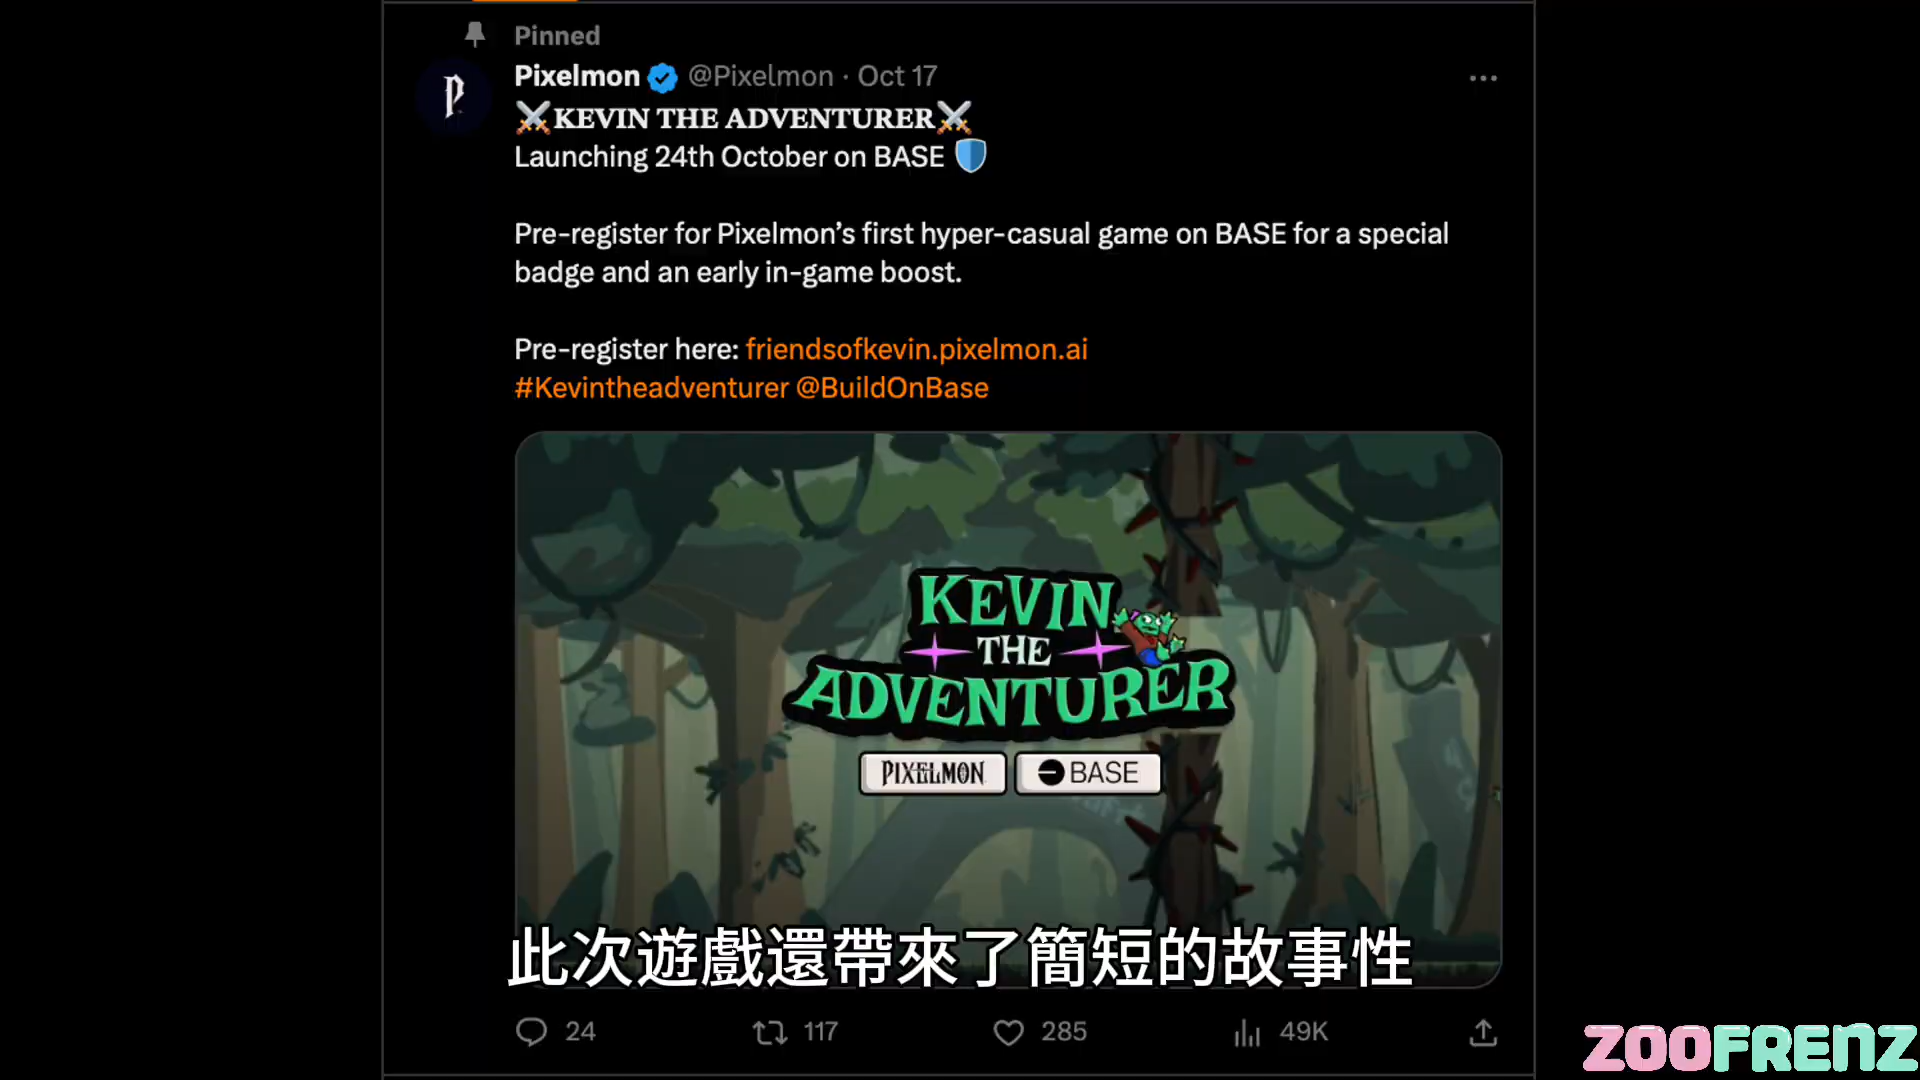 Pinned
Pixelmon @Pixelmon · Oct 17
⚔️KEVIN THE ADVENTURER⚔️
Launching 24th October on BASE 🛡️
Pre-register for Pixelmon’s first hyper-casual game on BASE for a special
badge and an early in-game boost.
Pre-register here: friendsofkevin.pixelmon.ai
#Kevintheadventurer @BuildOnBase
KEVIN
THE
ADVENTURER
PIXELMON BASE
此次遊戲還帶來了簡短的故事性
24 117 285 49K
ZOOFRENZ